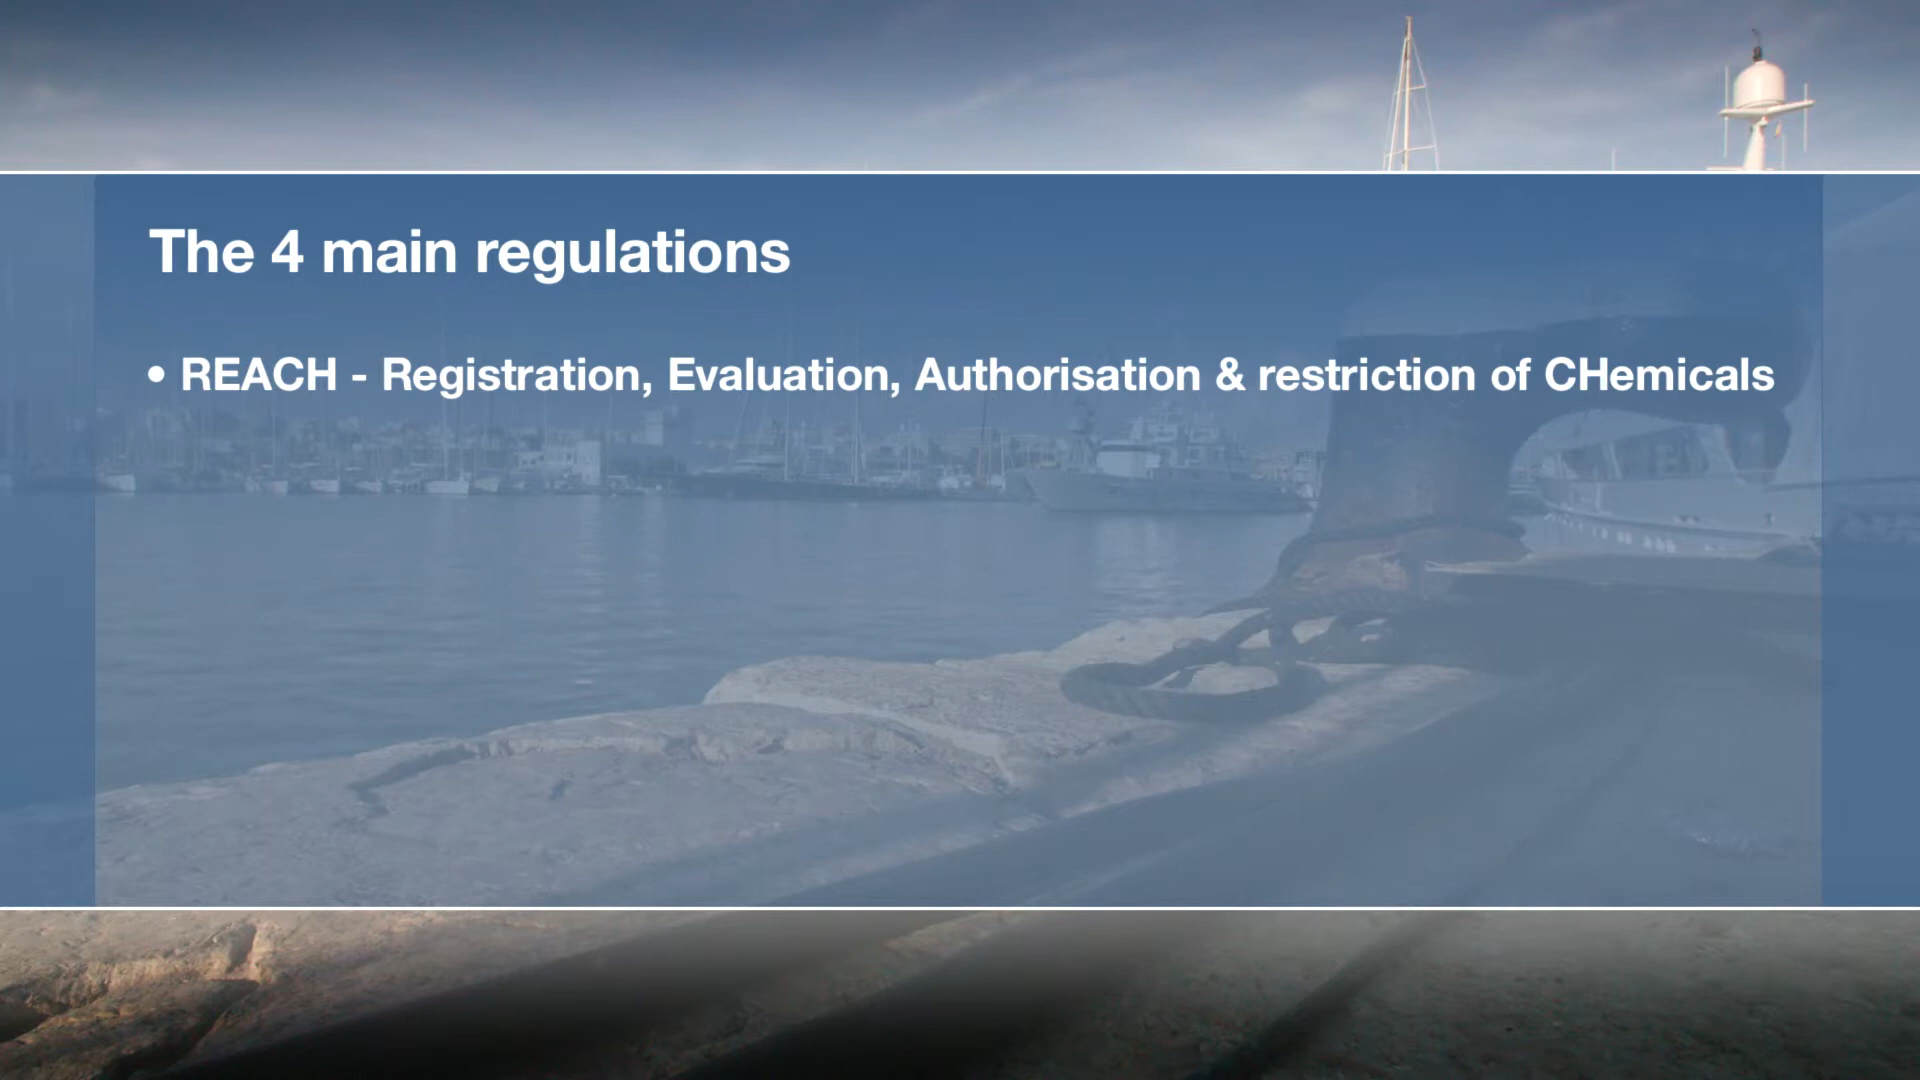 The 4 main regulations
• REACH - Registration, Evaluation, Authorisation & restriction of CHemicals